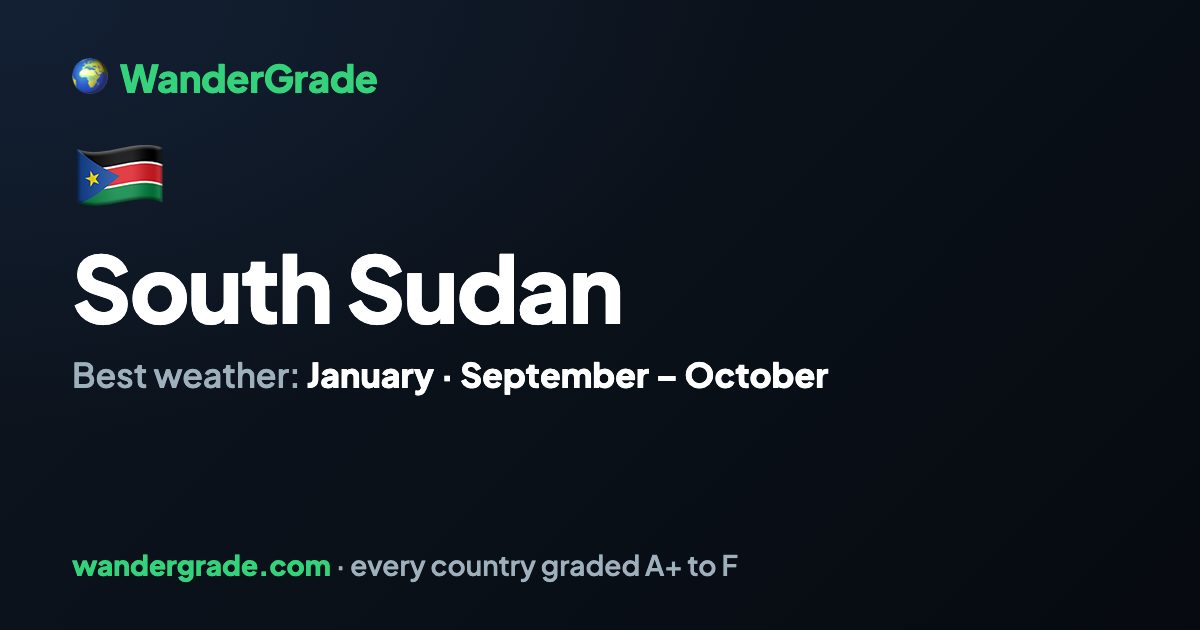 WanderGrade
South Sudan
Best weather: January · September – October
wandergrade.com · every country graded A+ to F